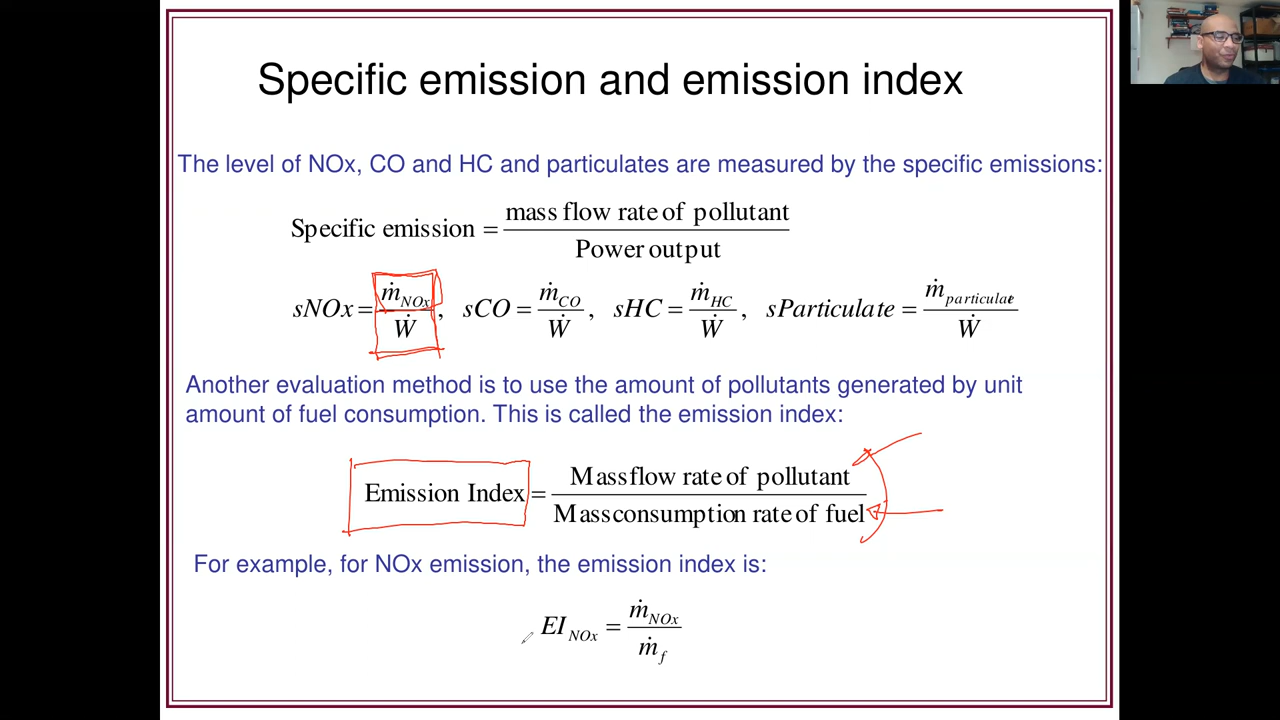 Specific emission and emission index
The level of NOx, CO and HC and particulates are measured by the specific emissions:
Specific emission = mass flow rate of pollutant / Power output
sNOx = ṁ_NOx / Ẇ , sCO = ṁ_CO / Ẇ , sHC = ṁ_HC / Ẇ , sParticulate = ṁ_particulate / Ẇ
Another evaluation method is to use the amount of pollutants generated by unit
amount of fuel consumption. This is called the emission index:
Emission Index = Mass flow rate of pollutant / Mass consumption rate of fuel
For example, for NOx emission, the emission index is:
EI_NOx = ṁ_NOx / ṁ_f